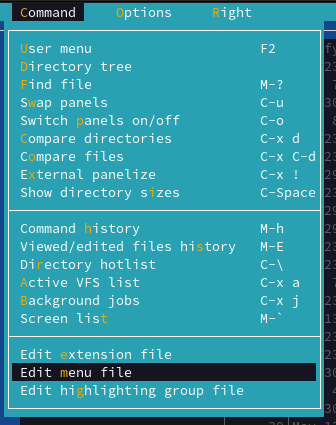 Command Options Right
User menu F2
Directory tree
Find file M-?
Swap panels C-u
Switch panels on/off C-o
Compare directories C-x d
Compare files C-x C-d
External panelize C-x !
Show directory sizes C-Space
Command history M-h
Viewed/edited files history M-E
Directory hotlist C-\
Active VFS list C-x a
Background jobs C-x j
Screen list M-`
Edit extension file
Edit menu file
Edit highlighting group file